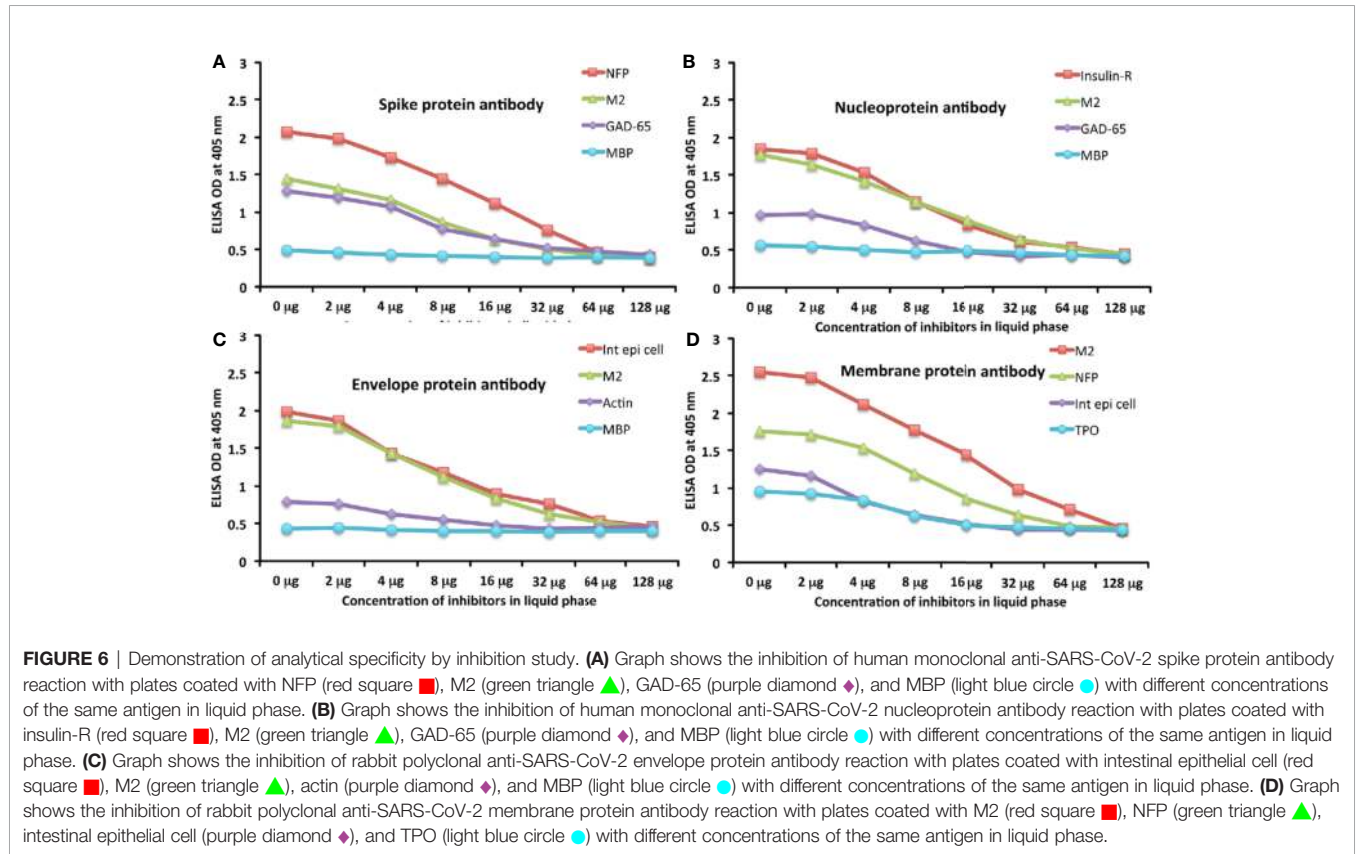 A
3
2.5
2
1.5
1
0.5
0
ELISA OD at 405 nm
Spike protein antibody
NFP
M2
GAD-65
MBP
0 µg 2 µg 4 µg 8 µg 16 µg 32 µg 64 µg 128 µg
B
3
2.5
2
1.5
1
0.5
0
ELISA OD at 405 nm
Nucleoprotein antibody
Insulin-R
M2
GAD-65
MBP
0 µg 2 µg 4 µg 8 µg 16 µg 32 µg 64 µg 128 µg
Concentration of inhibitors in liquid phase
C
3
2.5
2
1.5
1
0.5
0
ELISA OD at 405 nm
Envelope protein antibody
Int epi cell
M2
Actin
MBP
0 µg 2 µg 4 µg 8 µg 16 µg 32 µg 64 µg 128 µg
Concentration of inhibitors in liquid phase
D
3
2.5
2
1.5
1
0.5
0
ELISA OD at 405 nm
Membrane protein antibody
M2
NFP
Int epi cell
TPO
0 µg 2 µg 4 µg 8 µg 16 µg 32 µg 64 µg 128 µg
Concentration of inhibitors in liquid phase
FIGURE 6 | Demonstration of analytical specificity by inhibition study. (A) Graph shows the inhibition of human monoclonal anti-SARS-CoV-2 spike protein antibody
reaction with plates coated with NFP (red square ■), M2 (green triangle ▲), GAD-65 (purple diamond ♦), and MBP (light blue circle ●) with different concentrations
of the same antigen in liquid phase. (B) Graph shows the inhibition of human monoclonal anti-SARS-CoV-2 nucleoprotein antibody reaction with plates coated with
insulin-R (red square ■), M2 (green triangle ▲), GAD-65 (purple diamond ♦), and MBP (light blue circle ●) with different concentrations of the same antigen in liquid
phase. (C) Graph shows the inhibition of rabbit polyclonal anti-SARS-CoV-2 envelope protein antibody reaction with plates coated with intestinal epithelial cell (red
square ■), M2 (green triangle ▲), actin (purple diamond ♦), and MBP (light blue circle ●) with different concentrations of the same antigen in liquid phase. (D) Graph
shows the inhibition of rabbit polyclonal anti-SARS-CoV-2 membrane protein antibody reaction with plates coated with M2 (red square ■), NFP (green triangle ▲),
intestinal epithelial cell (purple diamond ♦), and TPO (light blue circle ●) with different concentrations of the same antigen in liquid phase.